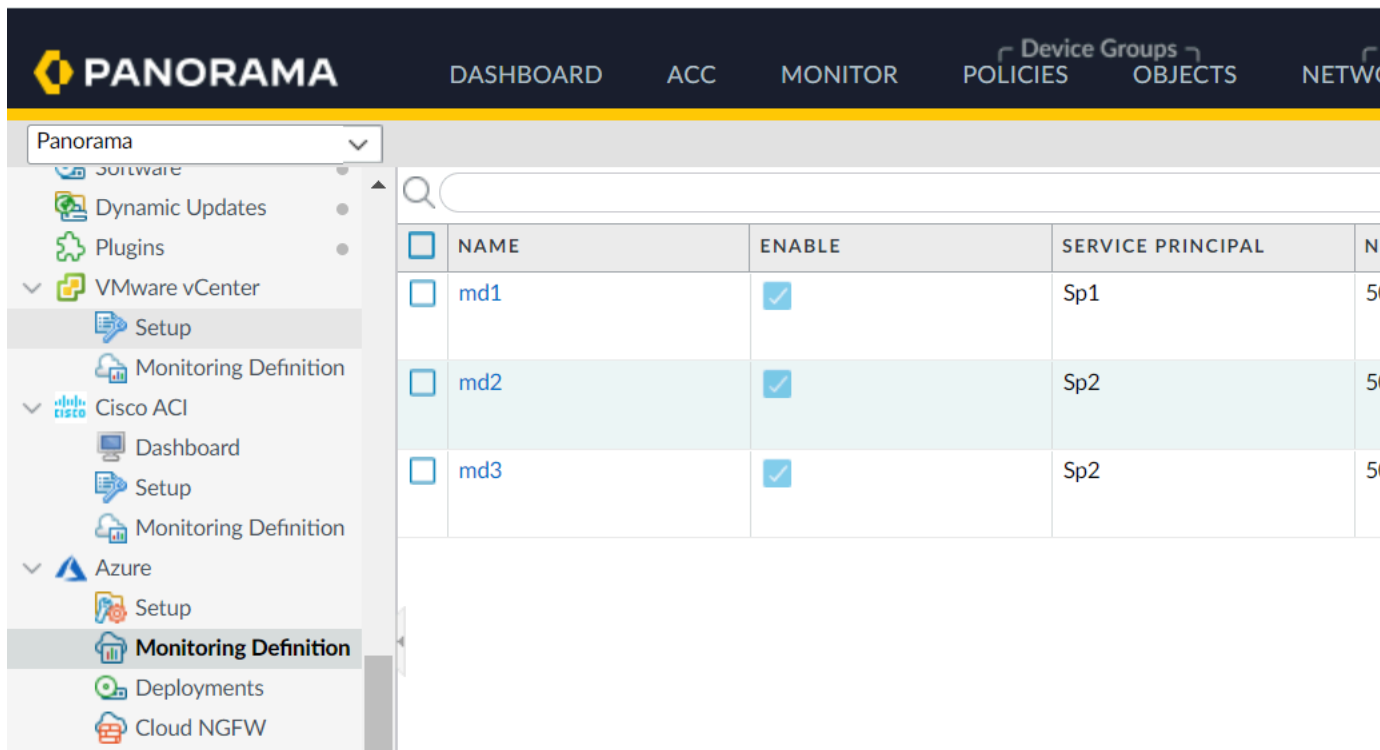 PANORAMA
DASHBOARD
ACC
MONITOR
Device Groups
POLICIES
OBJECTS
Panorama
Software
Dynamic Updates
Plugins
VMware vCenter
Setup
Monitoring Definition
cisco
Cisco ACI
Dashboard
Setup
Monitoring Definition
Azure
Setup
Monitoring Definition
Deployments
Cloud NGFW
NAME ENABLE SERVICE PRINCIPAL
md1 Sp1
md2 Sp2
md3 Sp2